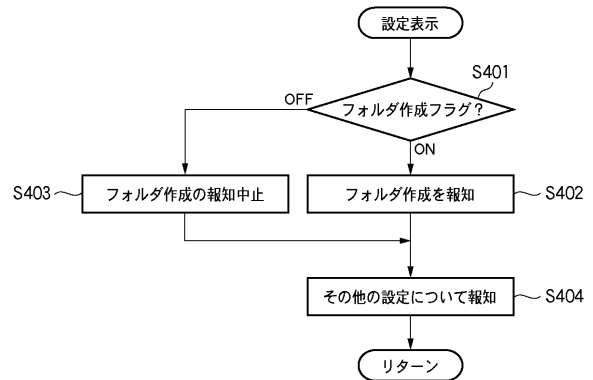 設定表示
S401
フォルダ作成フラグ?
OFF
ON
S403
フォルダ作成の報知中止
フォルダ作成を報知
S402
その他の設定について報知
S404
リターン